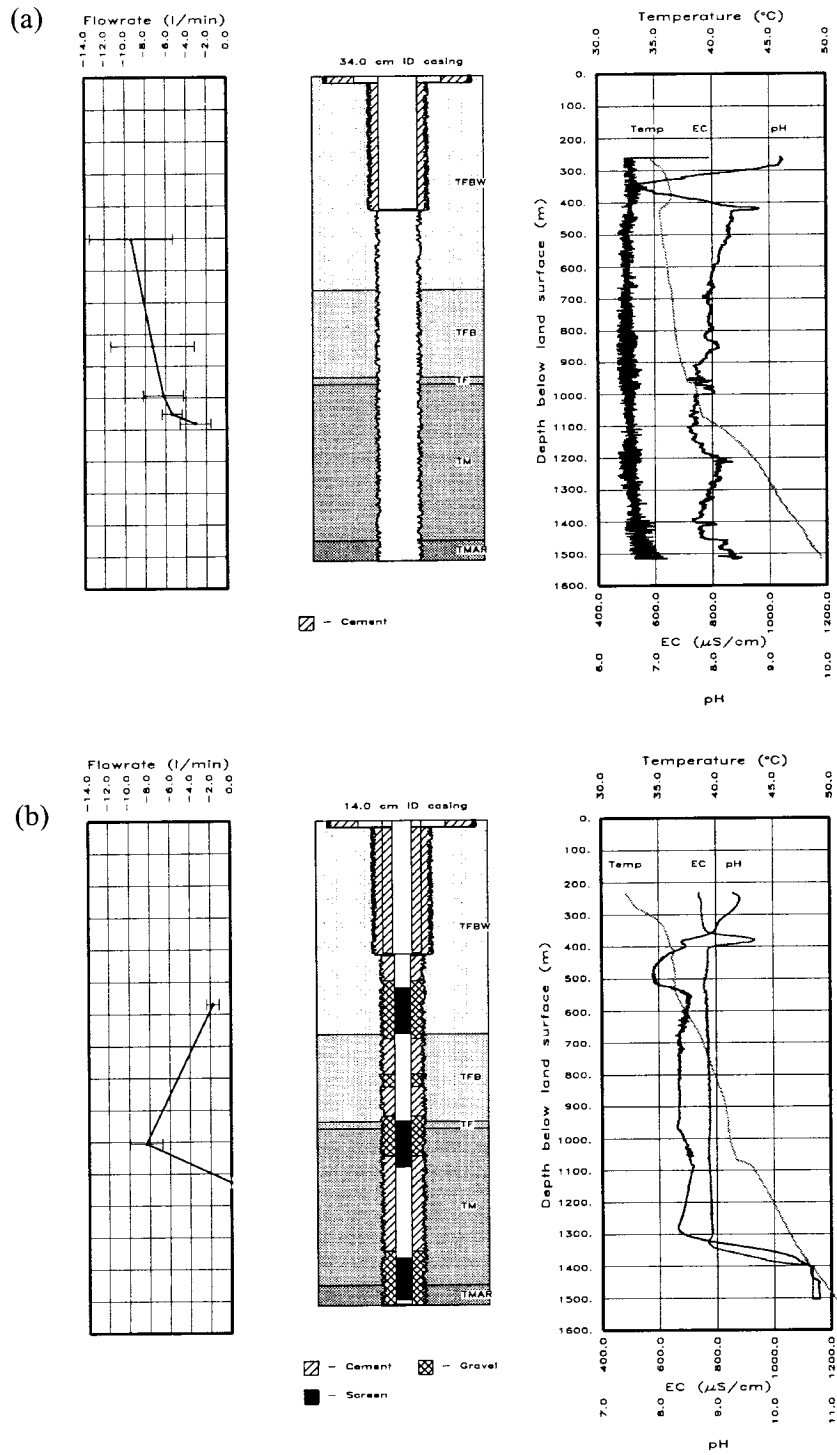 (a)
Flowrate (l/min)
-14.0 -12.0 -10.0 -8.0 -6.0 -4.0 -2.0 0.0
34.0 cm ID casing
TFBW
TFB
TF
TM
TMAR
– Cement
Temperature (°C)
30.0 35.0 40.0 45.0 50.0
Temp EC pH
Depth below land surface (m)
0.
100.
200.
300.
400.
500.
600.
700.
800.
900.
1000.
1100.
1200.
1300.
1400.
1500.
1600.
400.0 600.0 800.0 1000.0 1200.0
EC (μS/cm)
6.0 7.0 8.0 9.0 10.0
pH
(b)
Flowrate (l/min)
-14.0 -12.0 -10.0 -8.0 -6.0 -4.0 -2.0 0.0
14.0 cm ID casing
TFBW
TFB
TF
TM
TMAR
– Cement – Gravel
– Screen
Temperature (°C)
30.0 35.0 40.0 45.0 50.0
Temp EC pH
Depth below land surface (m)
0.
100.
200.
300.
400.
500.
600.
700.
800.
900.
1000.
1100.
1200.
1300.
1400.
1500.
1600.
400.0 600.0 800.0 1000.0 1200.0
EC (μS/cm)
7.0 8.0 9.0 10.0 11.0
pH